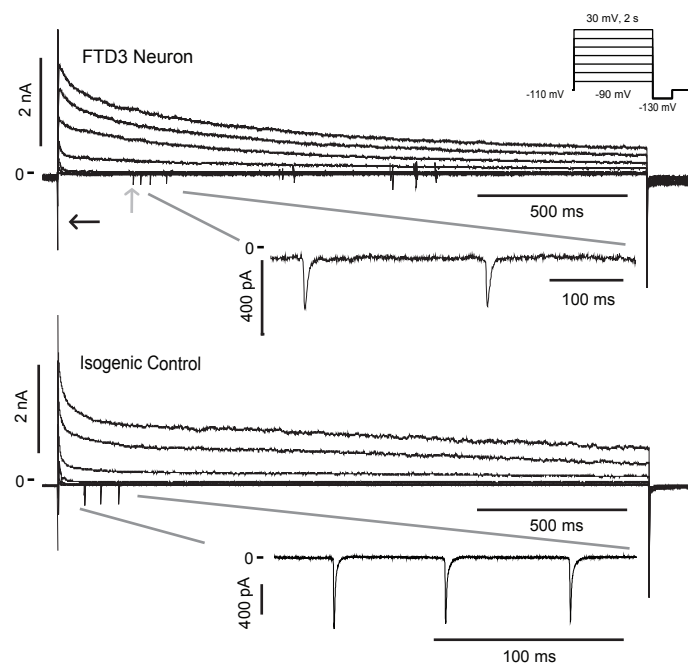 FTD3 Neuron
30 mV, 2 s
-110 mV
-90 mV
-130 mV
2 nA
0
500 ms
0
400 pA
100 ms
Isogenic Control
2 nA
0
500 ms
0
400 pA
100 ms